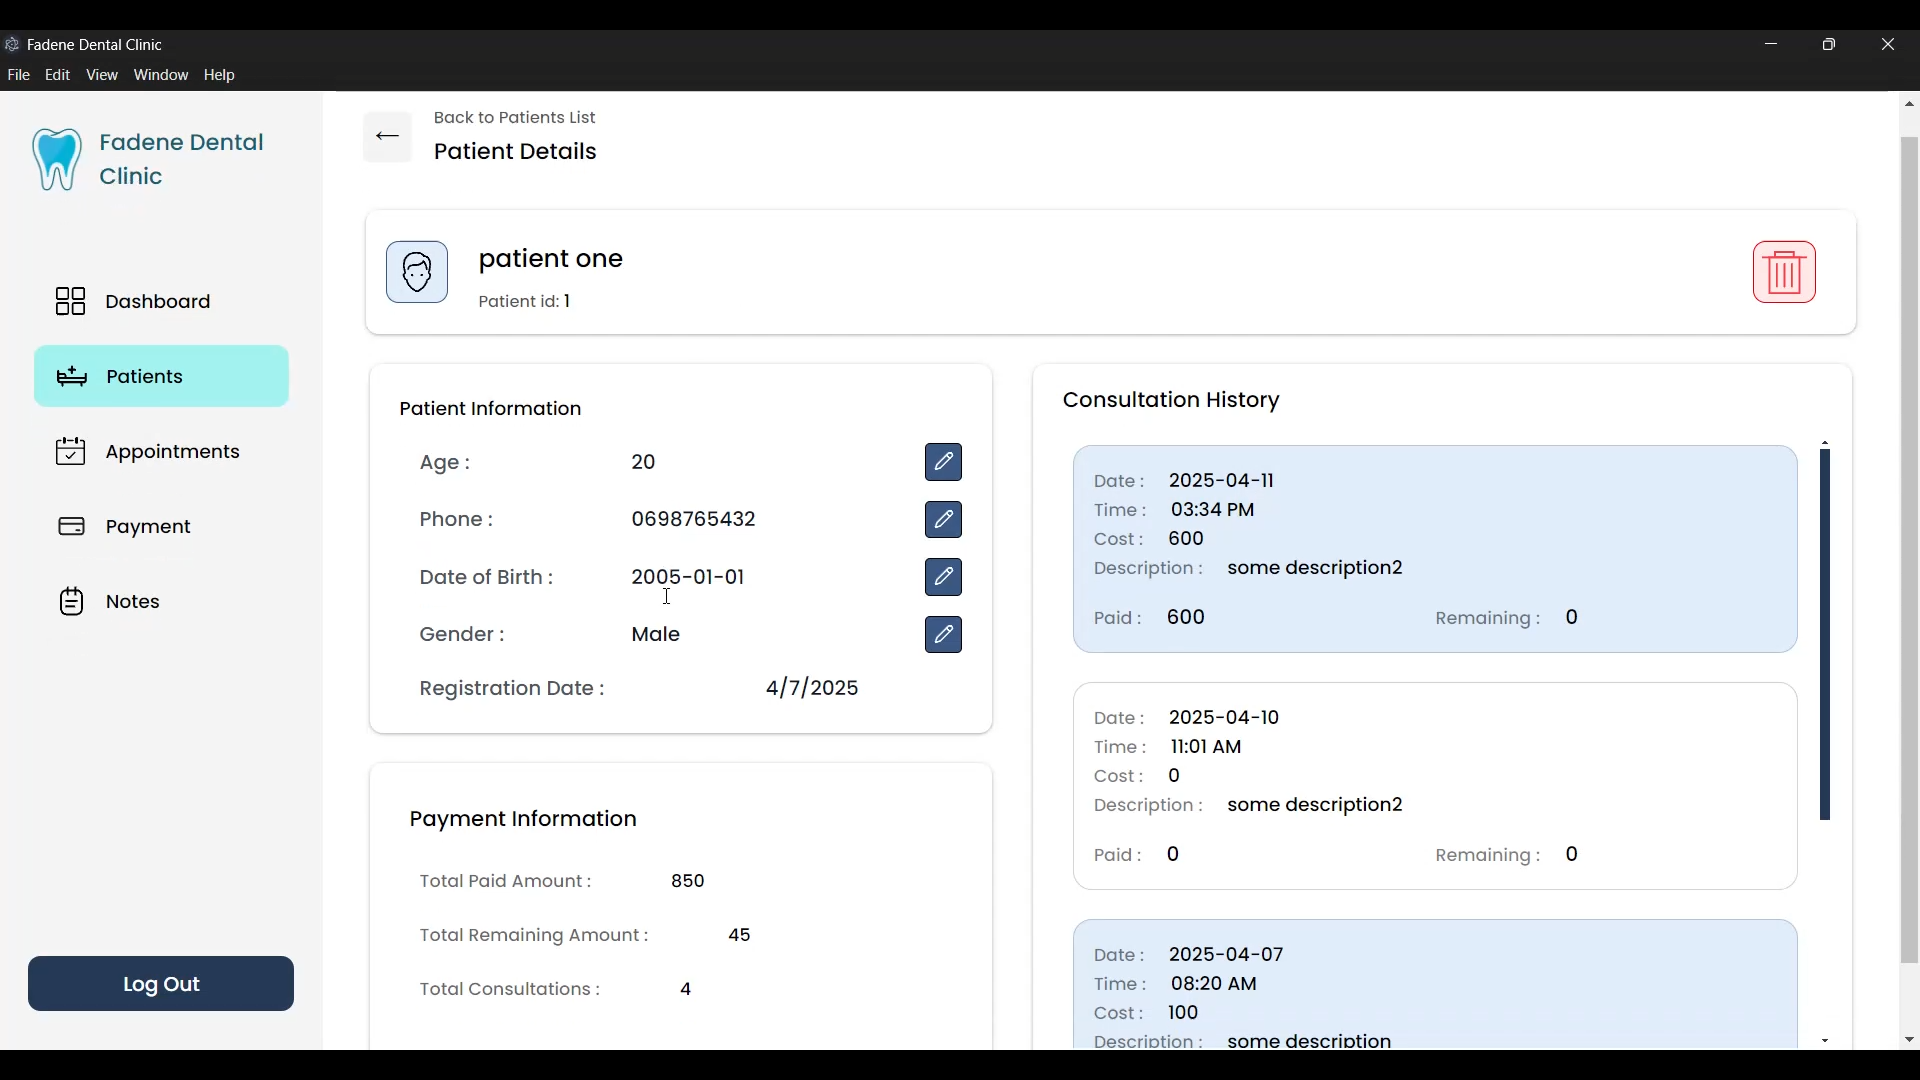 Fadene Dental Clinic
File Edit View Window Help
Fadene Dental
Clinic
Dashboard
Patients
Appointments
Payment
Notes
Log Out
Back to Patients List
Patient Details
patient one
Patient id: 1
Patient Information
Age : 20
Phone : 0698765432
Date of Birth : 2005-01-01
Gender : Male
Registration Date : 4/7/2025
Payment Information
Total Paid Amount : 850
Total Remaining Amount : 45
Total Consultations : 4
Consultation History
Date : 2025-04-11
Time : 03:34 PM
Cost : 600
Description : some description2
Paid : 600 Remaining : 0
Date : 2025-04-10
Time : 11:01 AM
Cost : 0
Description : some description2
Paid : 0 Remaining : 0
Date : 2025-04-07
Time : 08:20 AM
Cost : 100
Description : some description